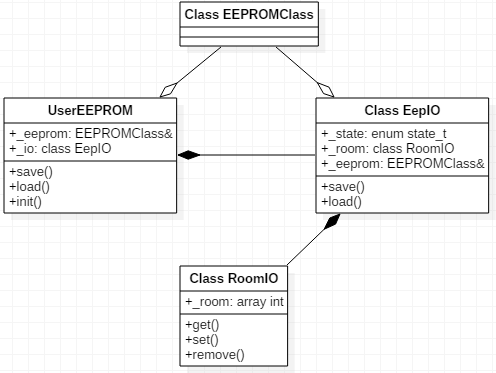 Class EEPROMClass
UserEEPROM
+_eeprom: EEPROMClass&
+_io: class EepIO
+save()
+load()
+init()
Class EepIO
+_state: enum state_t
+_room: class RoomIO
+_eeprom: EEPROMClass&
+save()
+load()
Class RoomIO
+_room: array int
+get()
+set()
+remove()